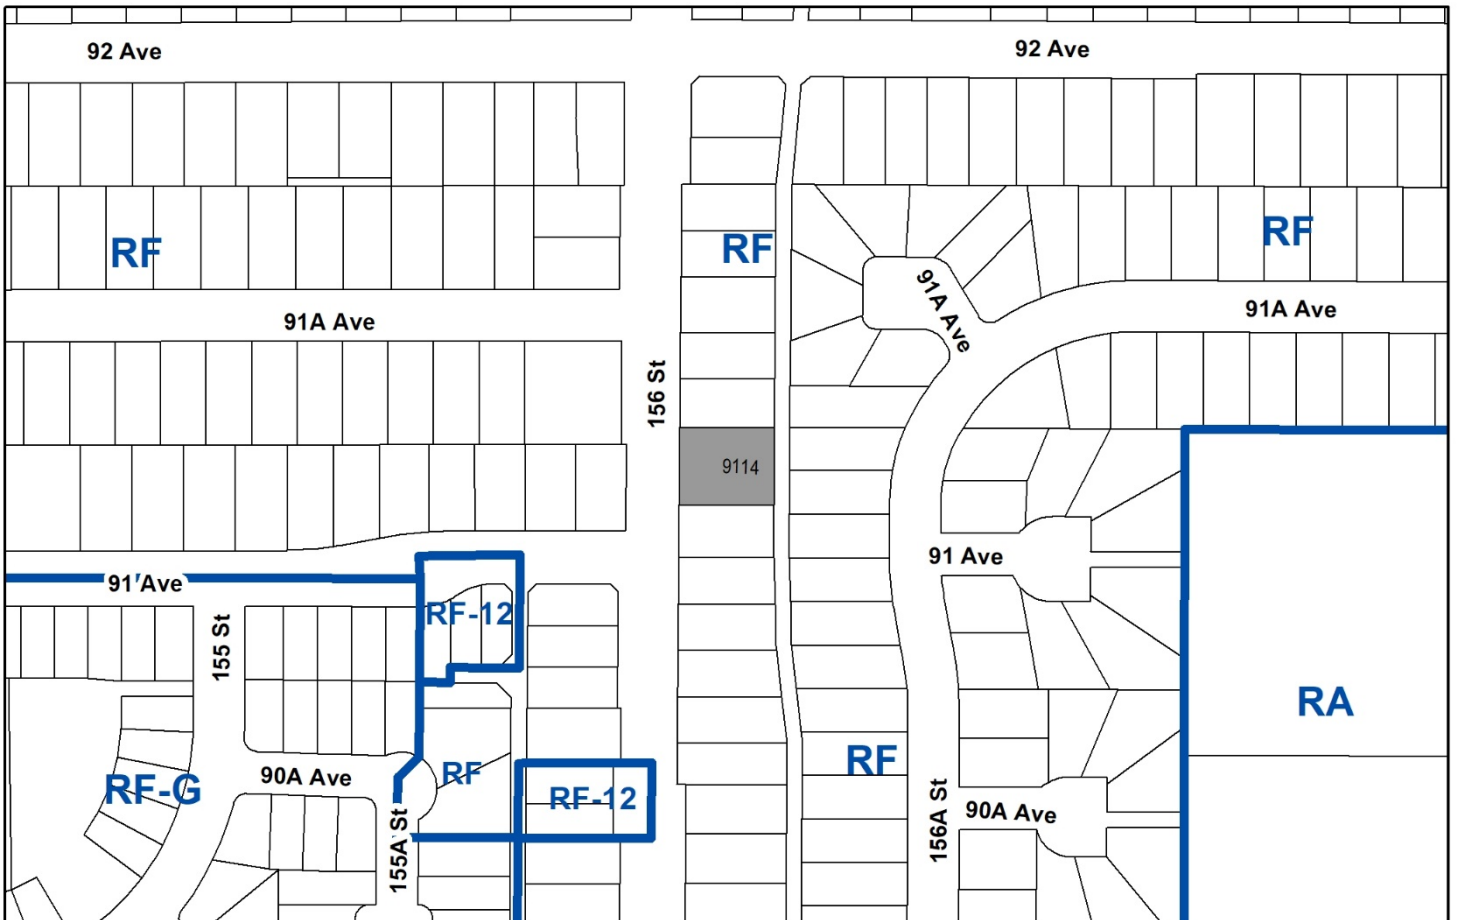 92 Ave
92 Ave
RF
RF
RF
91A Ave
91A Ave
91A Ave
156 St
9114
91 Ave
91 Ave
RF-12
155 St
RA
RF-G
90A Ave
RF
RF-12
RF
156A St
90A Ave
155A St